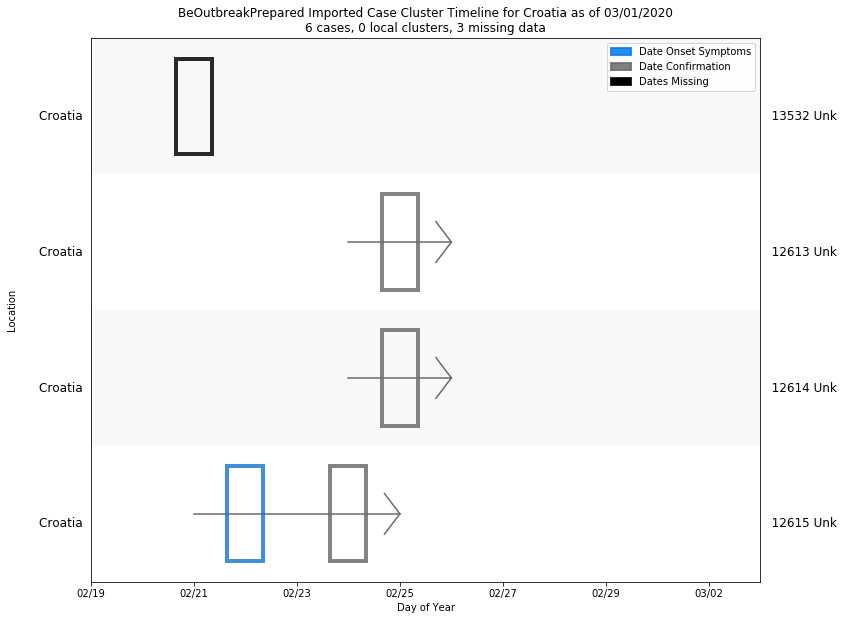 BeOutbreakPrepared Imported Case Cluster Timeline for Croatia as of 03/01/2020
6 cases, 0 local clusters, 3 missing data
Date Onset Symptoms
Date Confirmation
Dates Missing
Croatia
13532 Unk
Croatia
12613 Unk
Location
Croatia
12614 Unk
Croatia
12615 Unk
02/19
02/21
02/23
02/25
02/27
02/29
03/02
Day of Year